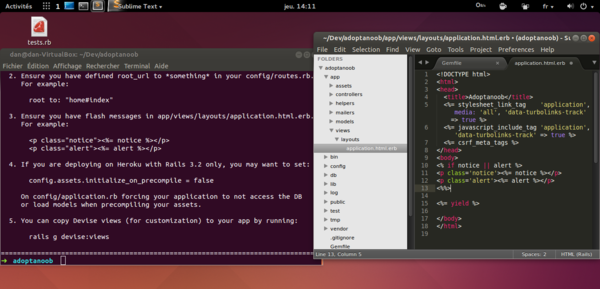 Activités
1
Sublime Text
jeu. 14:11
fr
dan
tests.rb
dan@dan-VirtualBox: ~/Dev/adoptanoob
Fichier Édition Affichage Rechercher Terminal Aide
2. Ensure you have defined root_url to *something* in your config/routes.rb.
For example:
root to: "home#index"
3. Ensure you have flash messages in app/views/layouts/application.html.erb.
For example:
<p class="notice"><%= notice %></p>
<p class="alert"><%= alert %></p>
4. If you are deploying on Heroku with Rails 3.2 only, you may want to set:
config.assets.initialize_on_precompile = false
On config/application.rb forcing your application to not access the DB
or load models when precompiling your assets.
5. You can copy Devise views (for customization) to your app by running:
rails g devise:views
===============================================================================
➜ adoptanoob
~/Dev/adoptanoob/app/views/layouts/application.html.erb • (adoptanoob) - Su
File Edit Selection Find View Goto Tools Project Preferences Help
FOLDERS
adoptanoob
app
assets
controllers
helpers
mailers
models
views
layouts
application.html.erb
bin
config
db
lib
log
public
test
tmp
vendor
.gitignore
Gemfile
Gemfile
application.html.erb
1 <!DOCTYPE html>
2 <html>
3 <head>
4 <title>Adoptanoob</title>
5 <%= stylesheet_link_tag 'application',
media: 'all', 'data-turbolinks-track'
=> true %>
6 <%= javascript_include_tag 'application',
'data-turbolinks-track' => true %>
7 <%= csrf_meta_tags %>
8 </head>
9 <body>
10 <% if notice || alert %>
11 <p class='notice'><%= notice %></p>
12 <p class='alert'><%= alert %></p>
13 <%%>
14
15 <%= yield %>
16
17 </body>
18 </html>
19
Line 13, Column 5
Spaces: 2
HTML (Rails)